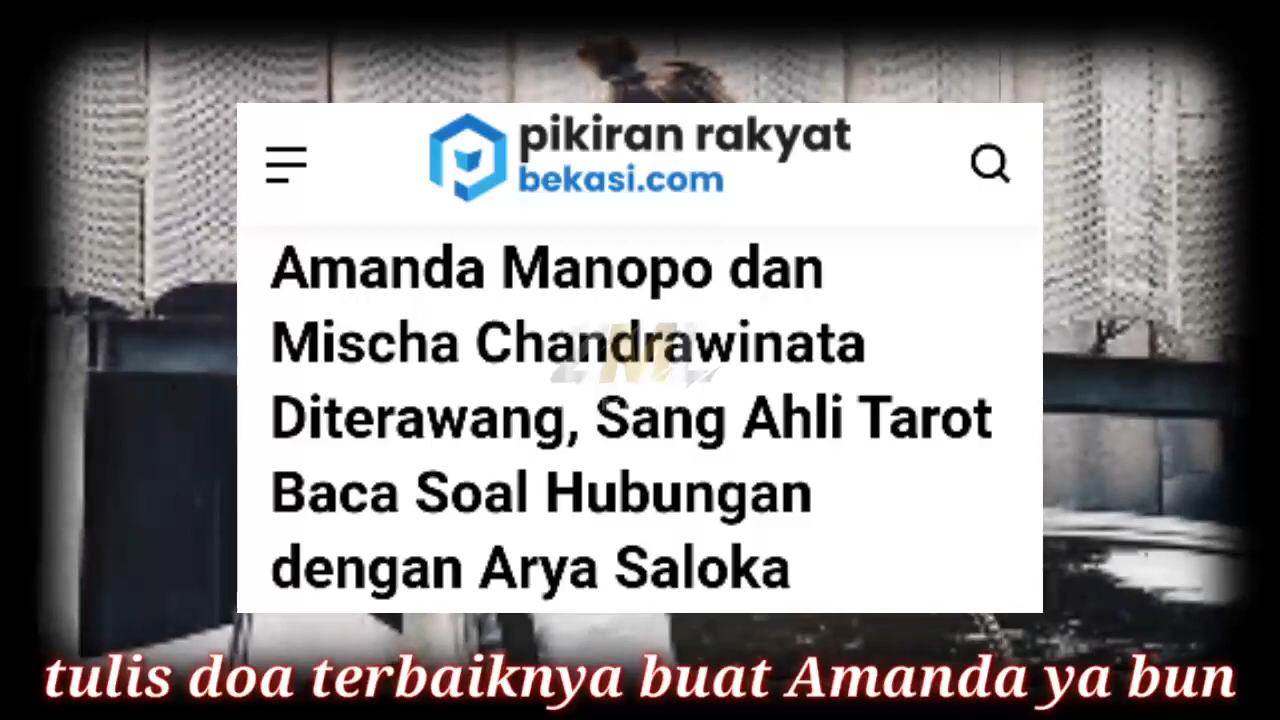 pikiran rakyat
bekasi.com
Amanda Manopo dan
Mischa Chandrawinata
Diterawang, Sang Ahli Tarot
Baca Soal Hubungan
dengan Arya Saloka
tulis doa terbaiknya buat Amanda ya bun